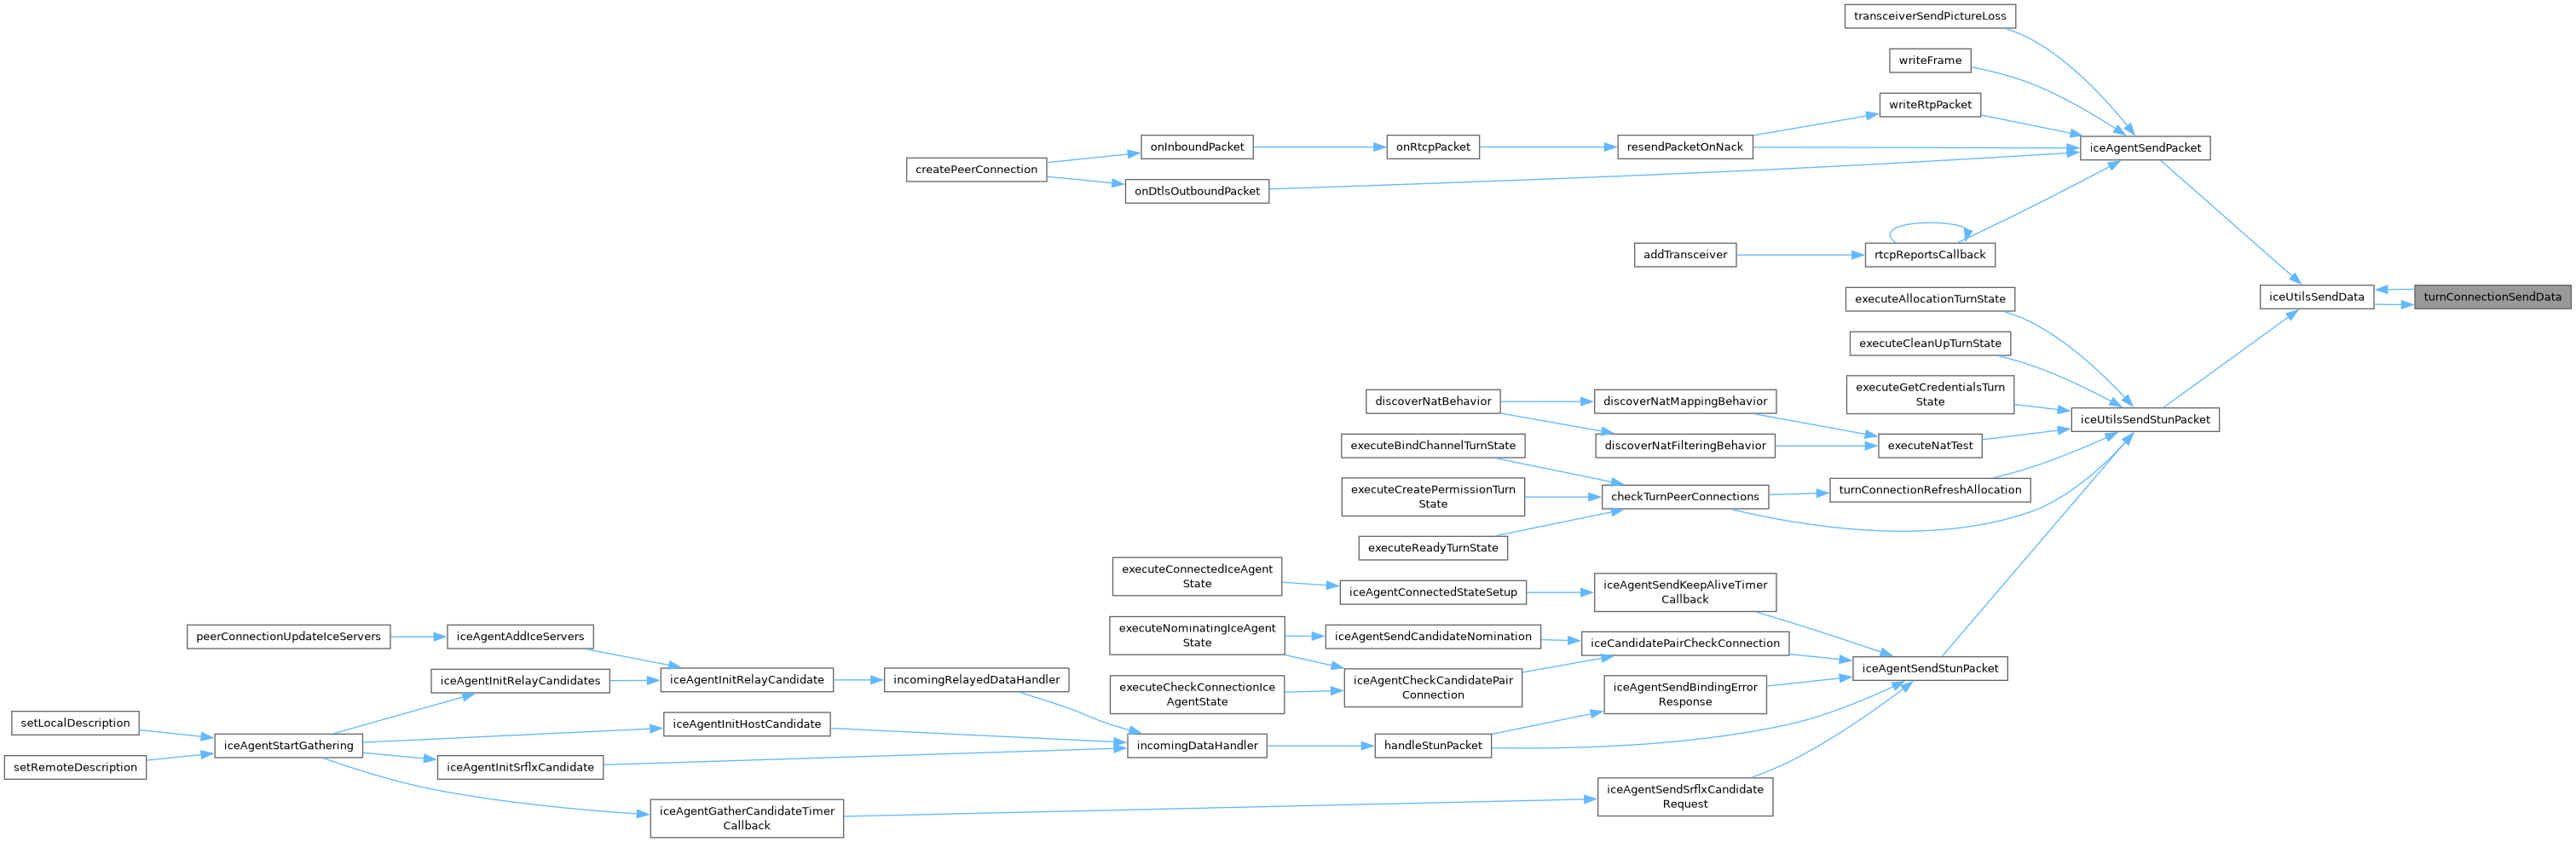 transceiverSendPictureLoss
writeFrame
writeRtpPacket
onInboundPacket
onRtcpPacket
resendPacketOnNack
iceAgentSendPacket
createPeerConnection
onDtlsOutboundPacket
addTransceiver
rtcpReportsCallback
iceUtilsSendData
turnConnectionSendData
executeAllocationTurnState
executeCleanUpTurnState
executeGetCredentialsTurn
State
discoverNatBehavior
discoverNatMappingBehavior
iceUtilsSendStunPacket
executeBindChannelTurnState
discoverNatFilteringBehavior
executeNatTest
executeCreatePermissionTurn
State
checkTurnPeerConnections
turnConnectionRefreshAllocation
executeReadyTurnState
executeConnectedIceAgent
State
iceAgentConnectedStateSetup
iceAgentSendKeepAliveTimer
Callback
peerConnectionUpdateIceServers
iceAgentAddIceServers
executeNominatingIceAgent
State
iceAgentSendCandidateNomination
iceCandidatePairCheckConnection
iceAgentSendStunPacket
iceAgentInitRelayCandidates
iceAgentInitRelayCandidate
incomingRelayedDataHandler
executeCheckConnectionIce
AgentState
iceAgentCheckCandidatePair
Connection
iceAgentSendBindingError
Response
setLocalDescription
iceAgentInitHostCandidate
iceAgentStartGathering
incomingDataHandler
handleStunPacket
setRemoteDescription
iceAgentInitSrflxCandidate
iceAgentSendSrflxCandidate
Request
iceAgentGatherCandidateTimer
Callback